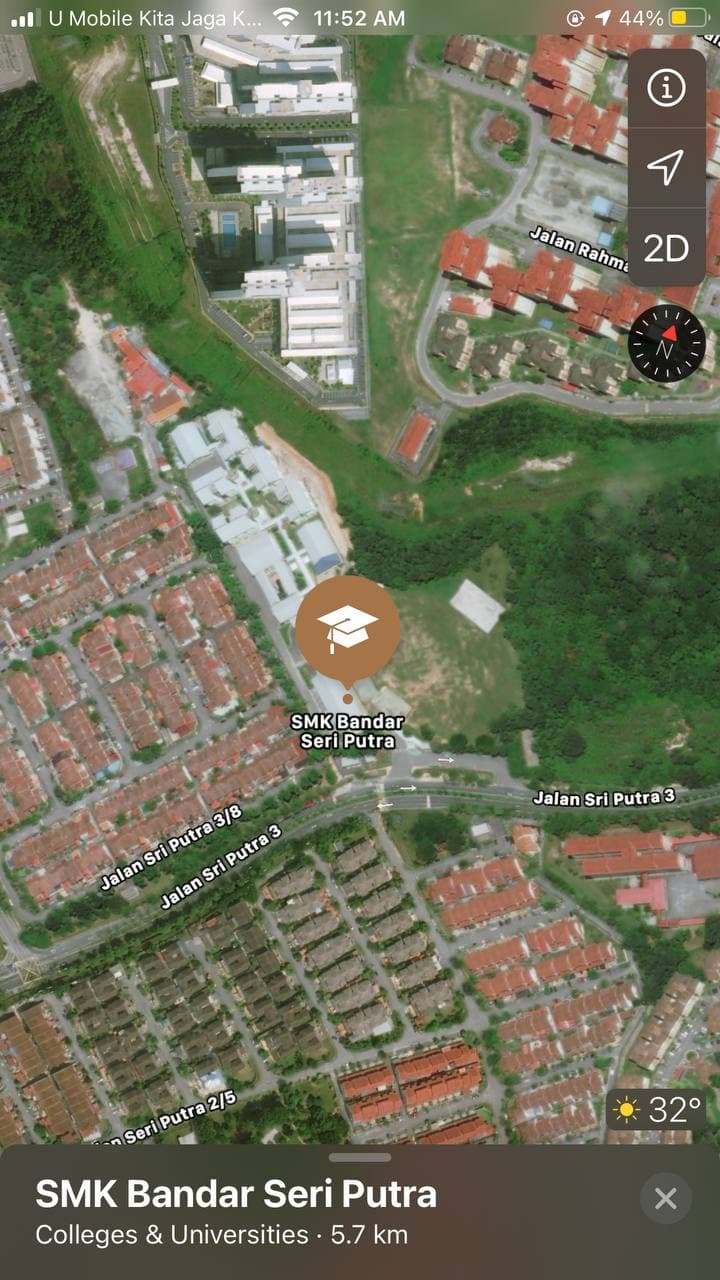 U Mobile Kita Jaga K...
11:52 AM
44%
2D
Jalan Rahma
N
SMK Bandar
Seri Putra
Jalan Sri Putra 3
Jalan Sri Putra 3/8
Jalan Sri Putra 3
Seri Putra 2/5
32°
SMK Bandar Seri Putra
Colleges & Universities · 5.7 km